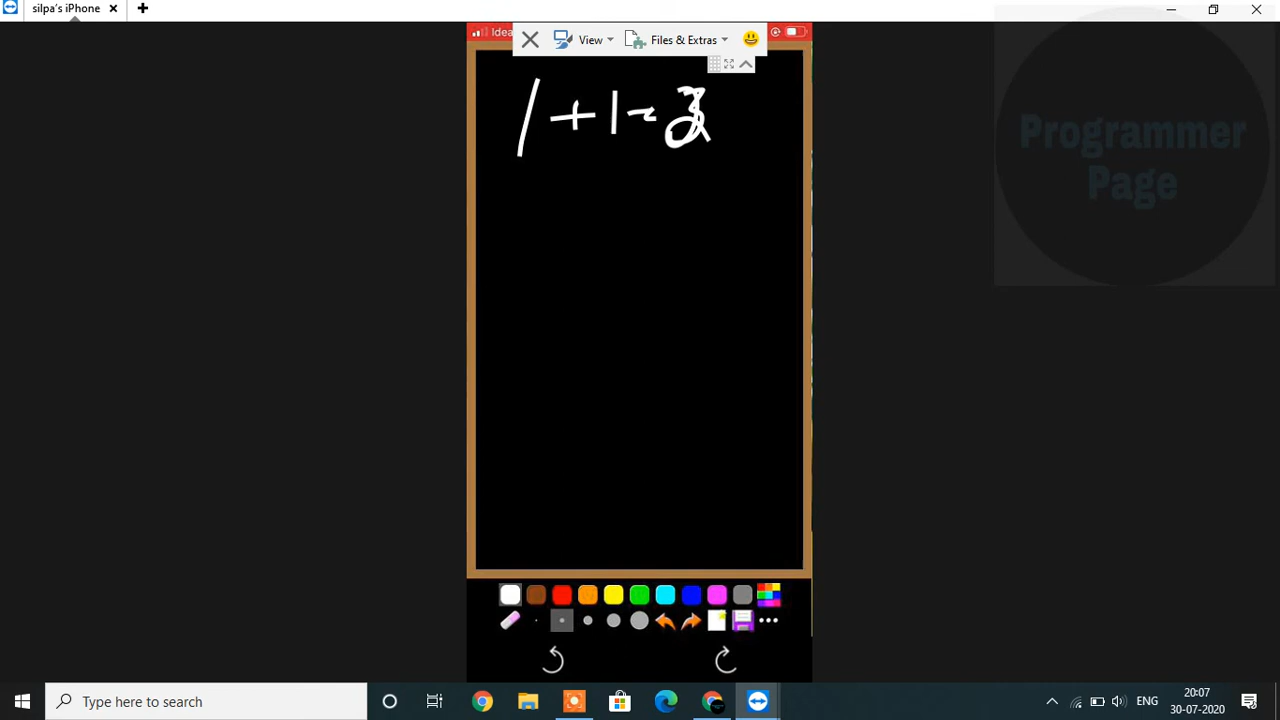 silpa's iPhone
Idea
View
Files & Extras
Programmer
Page
1 + 1 = 2
Type here to search
ENG
20:07
30-07-2020